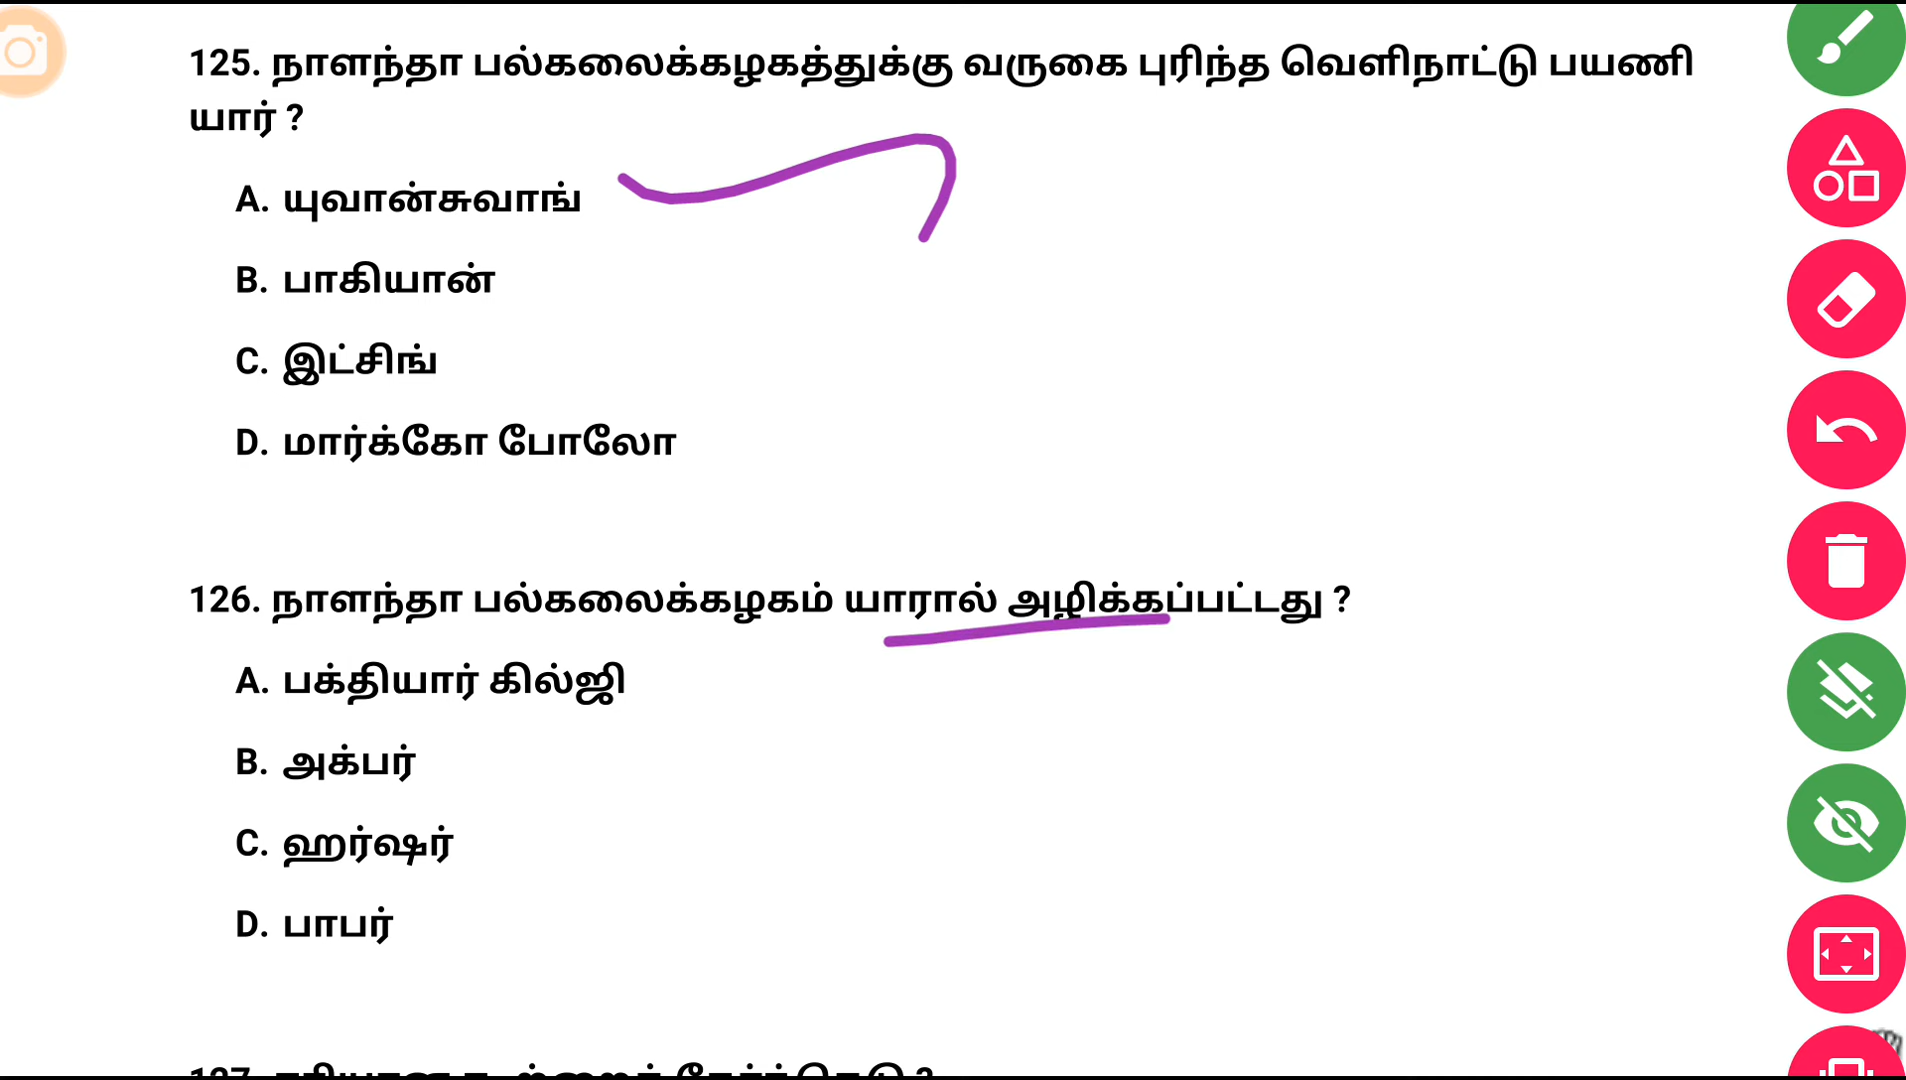 125. நாளந்தா பல்கலைக்கழகத்துக்கு வருகை புரிந்த வெளிநாட்டு பயணி
யார் ?
A. யுவான்சுவாங்
B. பாகியான்
C. இட்சிங்
D. மார்க்கோ போலோ
126. நாளந்தா பல்கலைக்கழகம் யாரால் அழிக்கப்பட்டது ?
A. பக்தியார் கில்ஜி
B. அக்பர்
C. ஹர்ஷர்
D. பாபர்